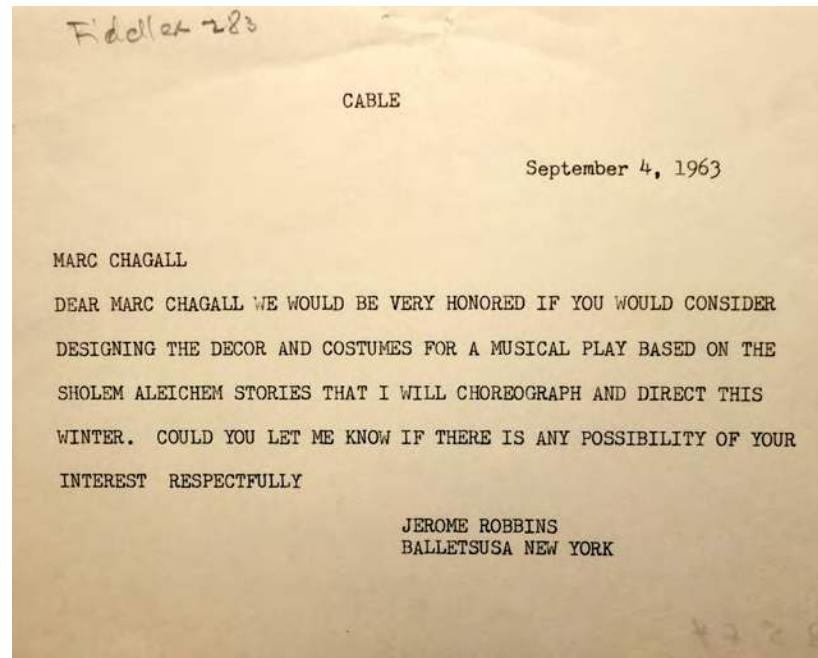 Fiddler 283
CABLE
September 4, 1963
MARC CHAGALL
DEAR MARC CHAGALL WE WOULD BE VERY HONORED IF YOU WOULD CONSIDER
DESIGNING THE DECOR AND COSTUMES FOR A MUSICAL PLAY BASED ON THE
SHOLEM ALEICHEM STORIES THAT I WILL CHOREOGRAPH AND DIRECT THIS
WINTER. COULD YOU LET ME KNOW IF THERE IS ANY POSSIBILITY OF YOUR
INTEREST RESPECTFULLY
JEROME ROBBINS
BALLETSUSA NEW YORK